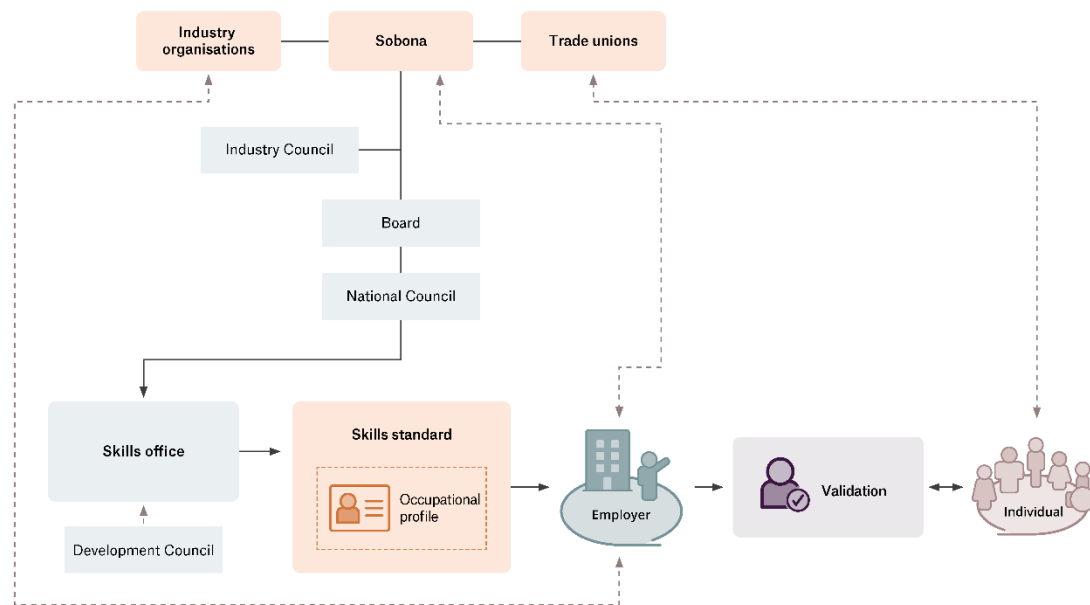 Industry
organisations
Sobona
Trade unions
Industry Council
Board
National Council
Skills office
Development Council
Skills standard
Occupational
profile
Employer
Validation
Individual